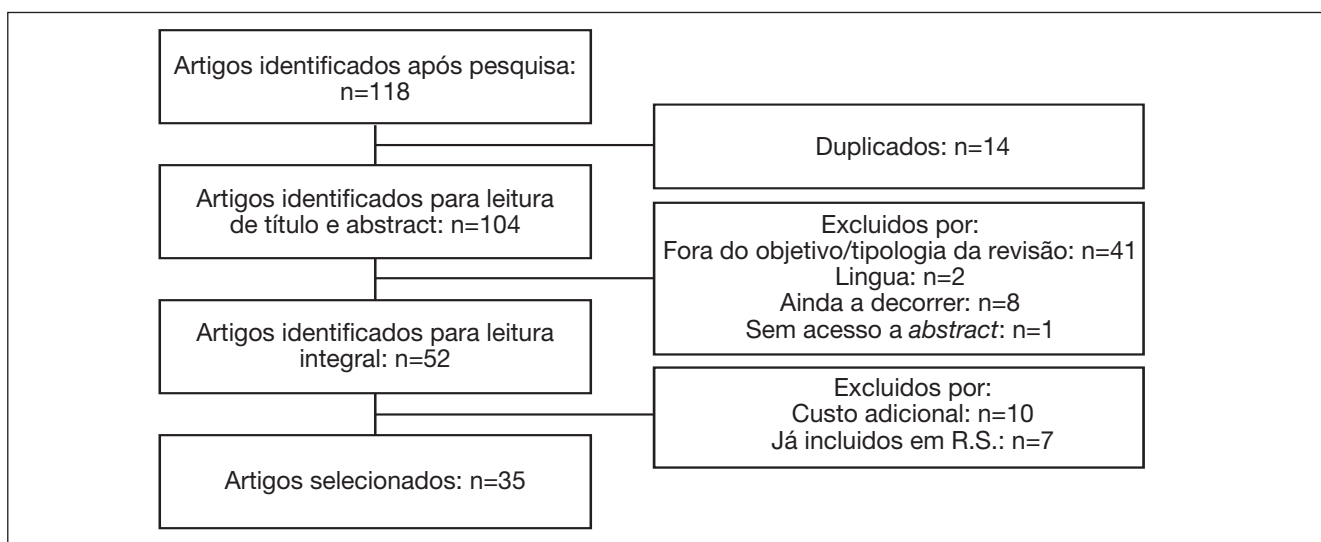 Artigos identificados após pesquisa:
n=118
Duplicados: n=14
Artigos identificados para leitura
de título e abstract: n=104
Excluidos por:
Fora do objetivo/tipologia da revisão: n=41
Lingua: n=2
Ainda a decorrer: n=8
Sem acesso a abstract: n=1
Artigos identificados para leitura
integral: n=52
Excluidos por:
Custo adicional: n=10
Já incluidos em R.S.: n=7
Artigos selecionados: n=35